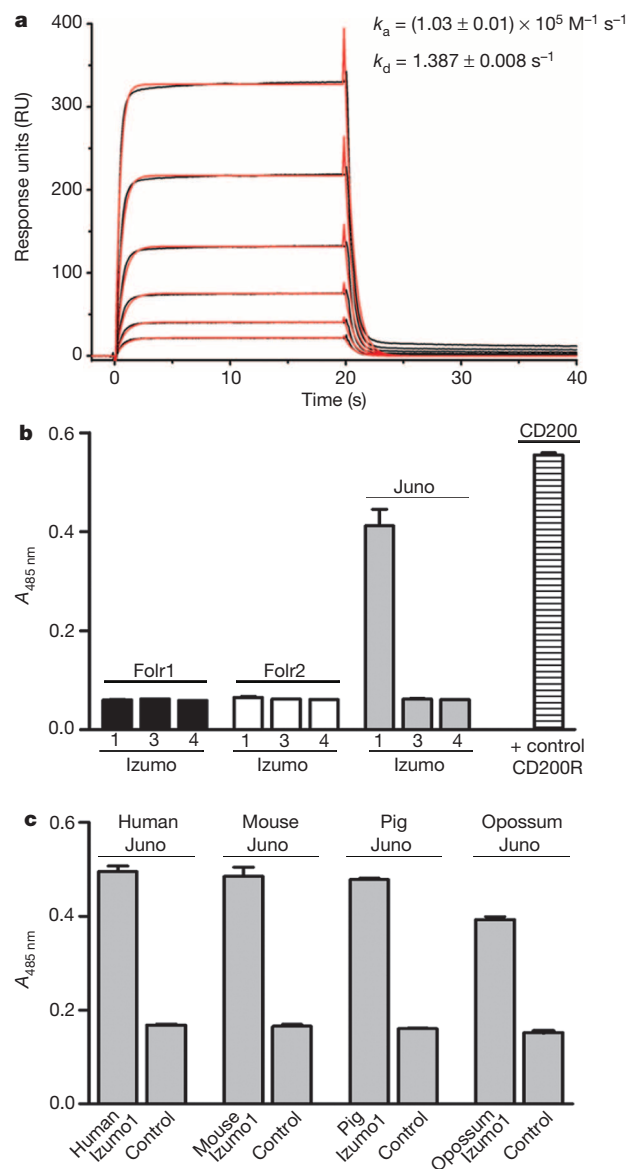 a
kₐ = (1.03 ± 0.01) × 10⁵ M⁻¹ s⁻¹
k_d = 1.387 ± 0.008 s⁻¹
Response units (RU)
400
300
200
100
0
0 10 20 30 40
Time (s)
b
A₄₈₅ ₙₘ
0.6
0.4
0.2
0.0
CD200
Juno
Folr1 Folr2
1 3 4 1 3 4 1 3 4
Izumo Izumo Izumo
+ control
CD200R
c
A₄₈₅ ₙₘ
0.6
0.4
0.2
0.0
Human Mouse Pig Opossum
Juno Juno Juno Juno
Human
Izumo1
Control
Mouse
Izumo1
Control
Pig
Izumo1
Control
Opossum
Izumo1
Control